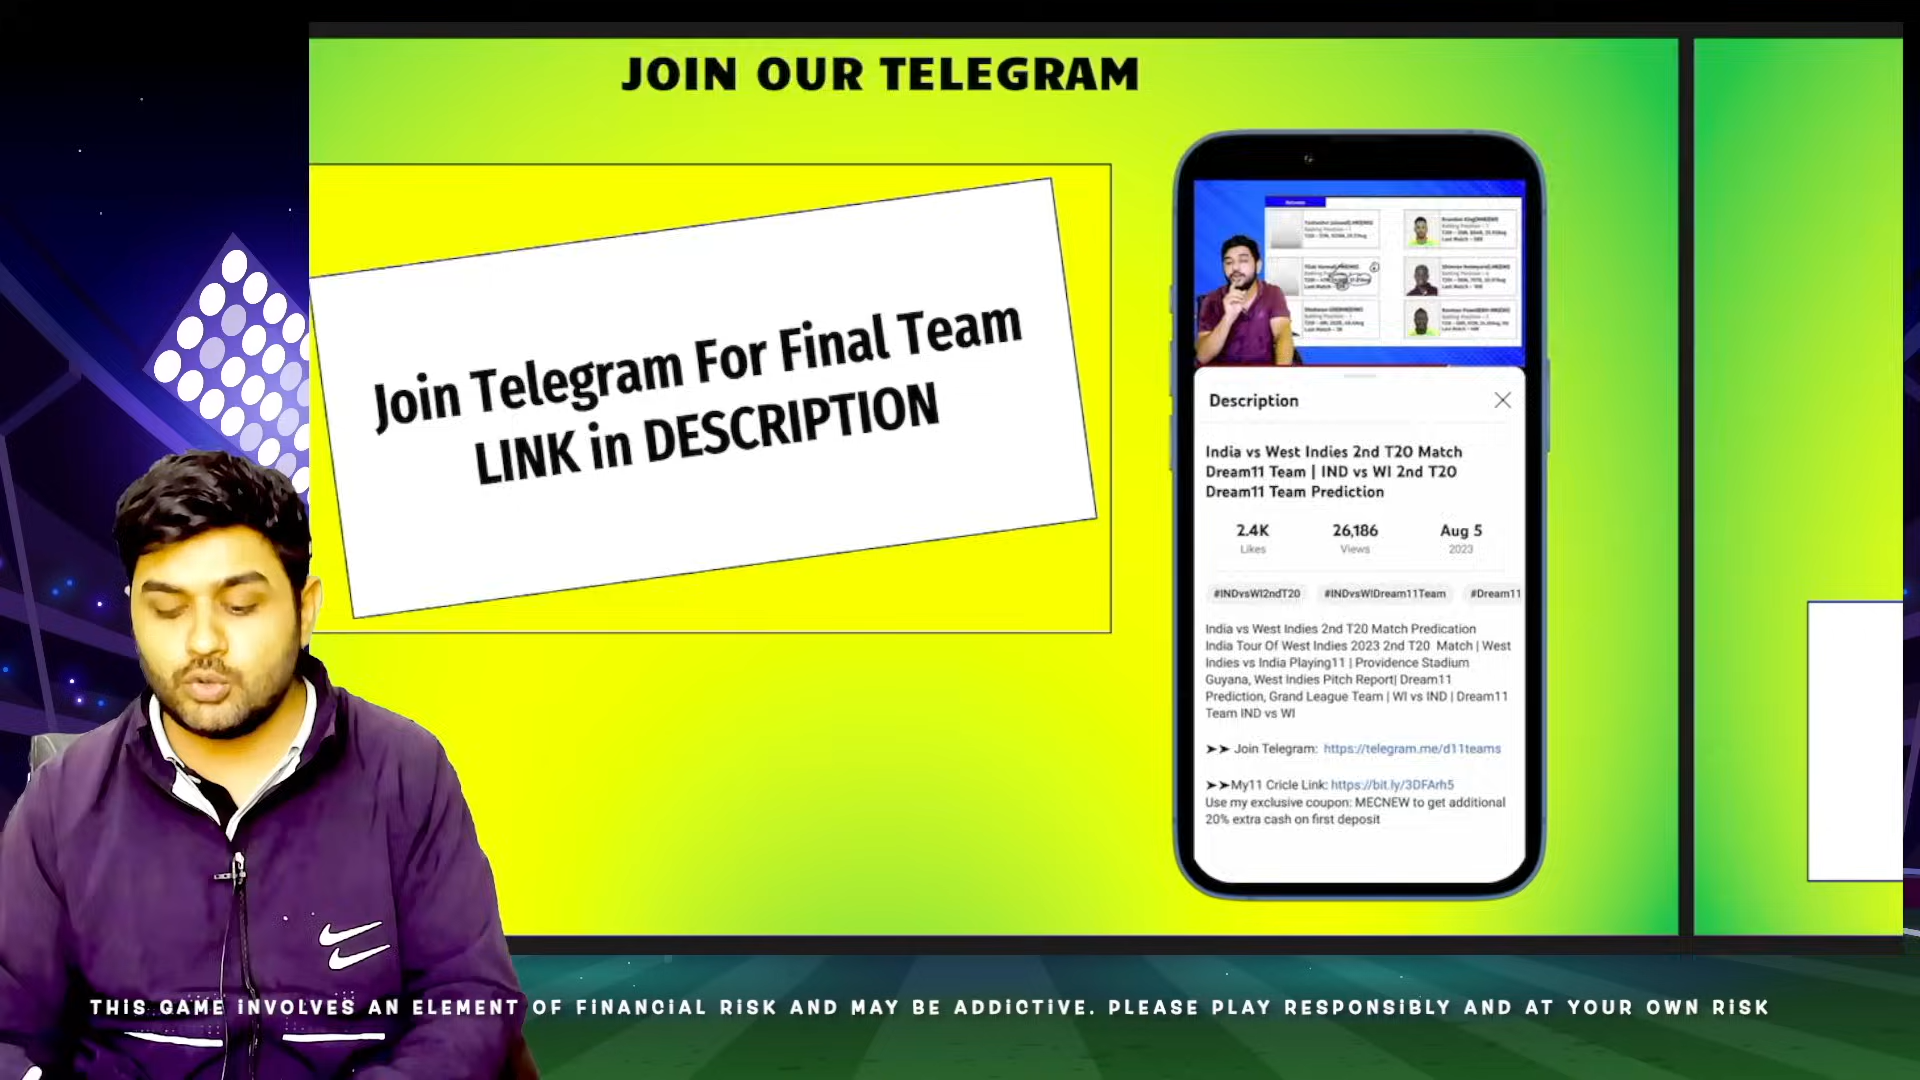 JOIN OUR TELEGRAM
Join Telegram For Final Team
LINK in DESCRIPTION
Description
India vs West Indies 2nd T20 Match
Dream11 Team | IND vs WI 2nd T20
Dream11 Team Prediction
2.4K 26,186 Aug 5
Likes Views 2023
#INDvsWI2ndT20 #INDvsWIDream11Team #Dream11
India vs West Indies 2nd T20 Match Predication
India Tour Of West Indies 2023 2nd T20 Match | West
Indies vs India Playing11 | Providence Stadium
Guyana, West Indies Pitch Report| Dream11
Prediction, Grand League Team | WI vs IND | Dream11
Team IND vs WI
➤➤ Join Telegram: https://telegram.me/d11teams
➤➤My11 Cricle Link: https://bit.ly/3DFArh5
Use my exclusive coupon: MECNEW to get additional
20% extra cash on first deposit
THIS GAME INVOLVES AN ELEMENT OF FINANCIAL RISK AND MAY BE ADDICTIVE. PLEASE PLAY RESPONSIBLY AND AT YOUR OWN RISK